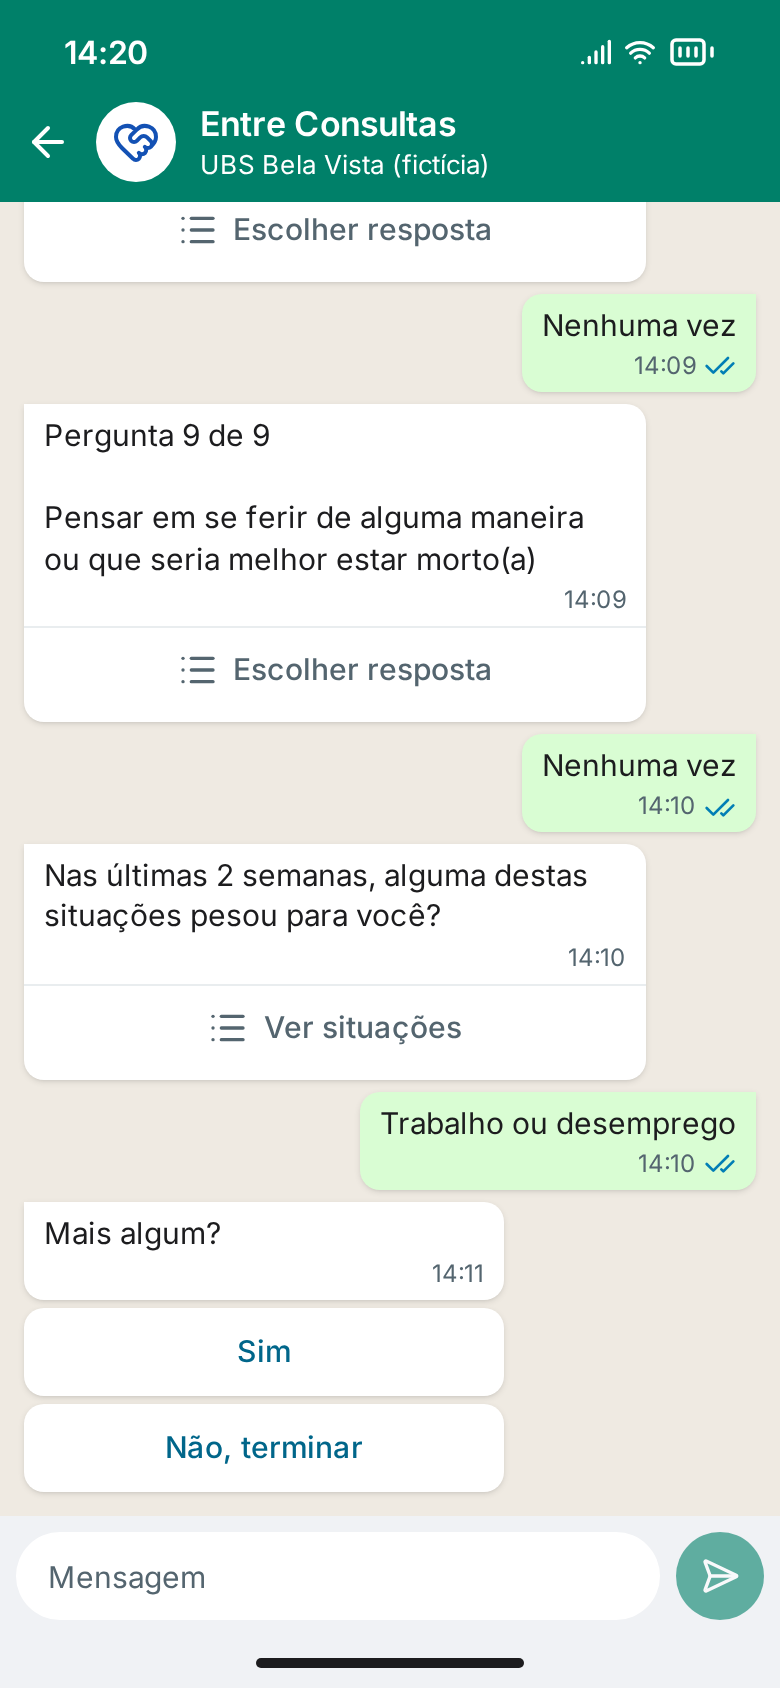 14:20
Entre Consultas
UBS Bela Vista (fictícia)
Escolher resposta
Nenhuma vez
14:09
Pergunta 9 de 9
Pensar em se ferir de alguma maneira
ou que seria melhor estar morto(a)
14:09
Escolher resposta
Nenhuma vez
14:10
Nas últimas 2 semanas, alguma destas
situações pesou para você?
14:10
Ver situações
Trabalho ou desemprego
14:10
Mais algum?
14:11
Sim
Não, terminar
Mensagem